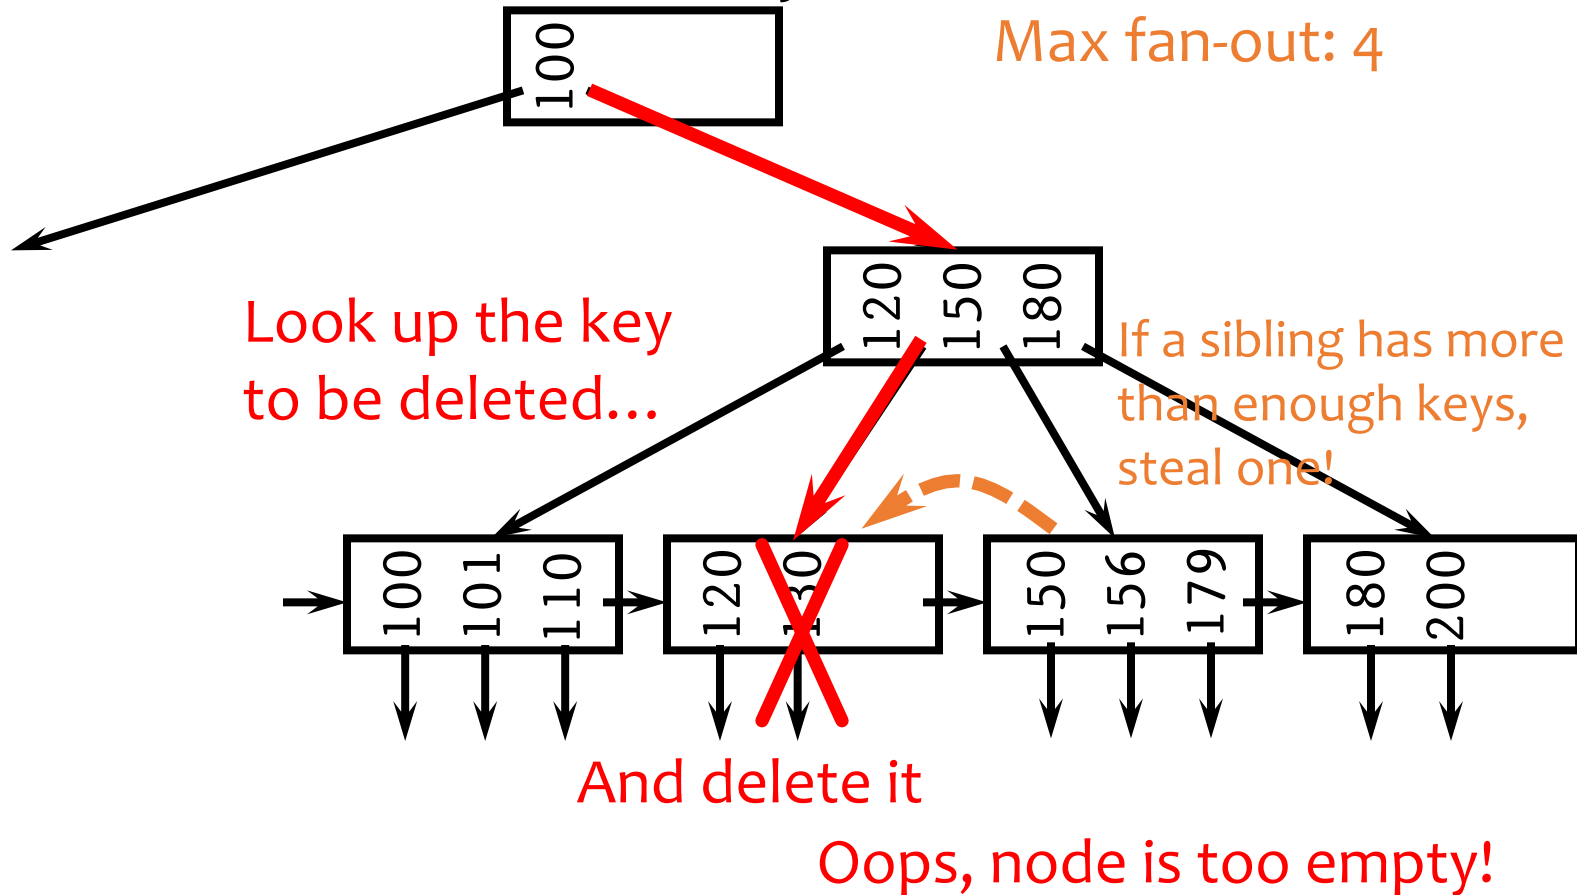 Max fan-out: 4
100
120
150
180
Look up the key
to be deleted...
If a sibling has more
than enough keys,
steal one!
100
101
110
120
130
150
156
179
180
200
And delete it
Oops, node is too empty!